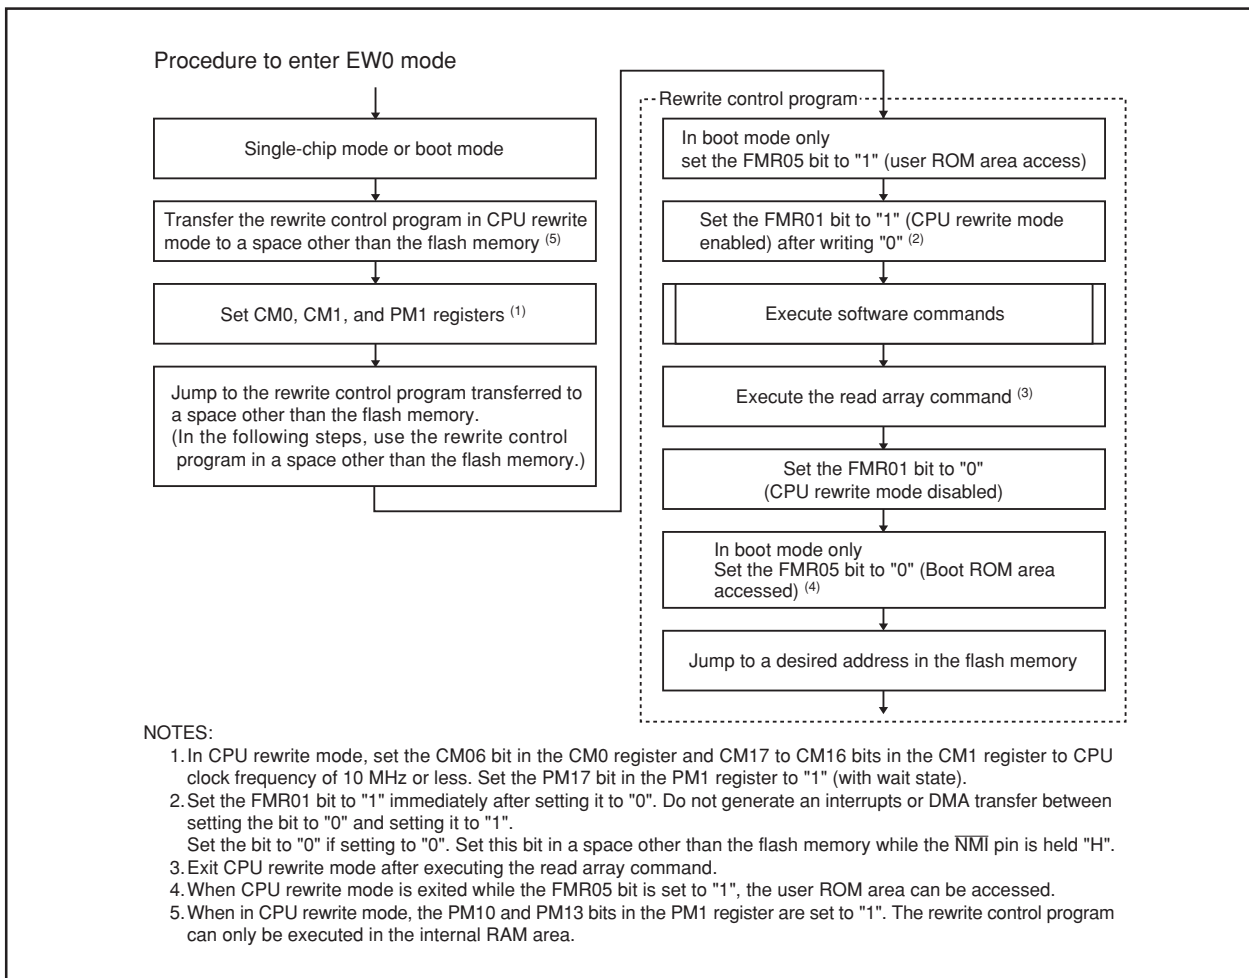 Procedure to enter EW0 mode
Single-chip mode or boot mode
Transfer the rewrite control program in CPU rewrite
mode to a space other than the flash memory (5)
Set CM0, CM1, and PM1 registers (1)
Jump to the rewrite control program transferred to
a space other than the flash memory.
(In the following steps, use the rewrite control
program in a space other than the flash memory.)
Rewrite control program
In boot mode only
set the FMR05 bit to "1" (user ROM area access)
Set the FMR01 bit to "1" (CPU rewrite mode
enabled) after writing "0" (2)
Execute software commands
Execute the read array command (3)
Set the FMR01 bit to "0"
(CPU rewrite mode disabled)
In boot mode only
Set the FMR05 bit to "0" (Boot ROM area
accessed) (4)
Jump to a desired address in the flash memory
NOTES:
1. In CPU rewrite mode, set the CM06 bit in the CM0 register and CM17 to CM16 bits in the CM1 register to CPU
clock frequency of 10 MHz or less. Set the PM17 bit in the PM1 register to "1" (with wait state).
2. Set the FMR01 bit to "1" immediately after setting it to "0". Do not generate an interrupts or DMA transfer between
setting the bit to "0" and setting it to "1".
Set the bit to "0" if setting to "0". Set this bit in a space other than the flash memory while the NMI pin is held "H".
3. Exit CPU rewrite mode after executing the read array command.
4. When CPU rewrite mode is exited while the FMR05 bit is set to "1", the user ROM area can be accessed.
5. When in CPU rewrite mode, the PM10 and PM13 bits in the PM1 register are set to "1". The rewrite control program
can only be executed in the internal RAM area.